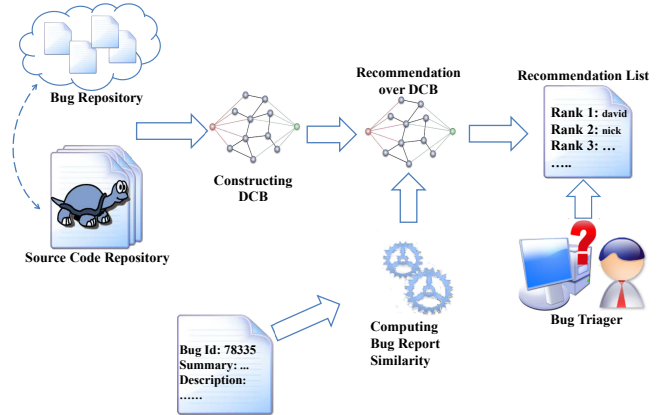 Bug Repository
Source Code Repository
Constructing
DCB
Recommendation
over DCB
Recommendation List
Rank 1: david
Rank 2: nick
Rank 3: ...
.....
Bug Id: 78335
Summary: ...
Description:
......
Computing
Bug Report
Similarity
?
Bug Triager